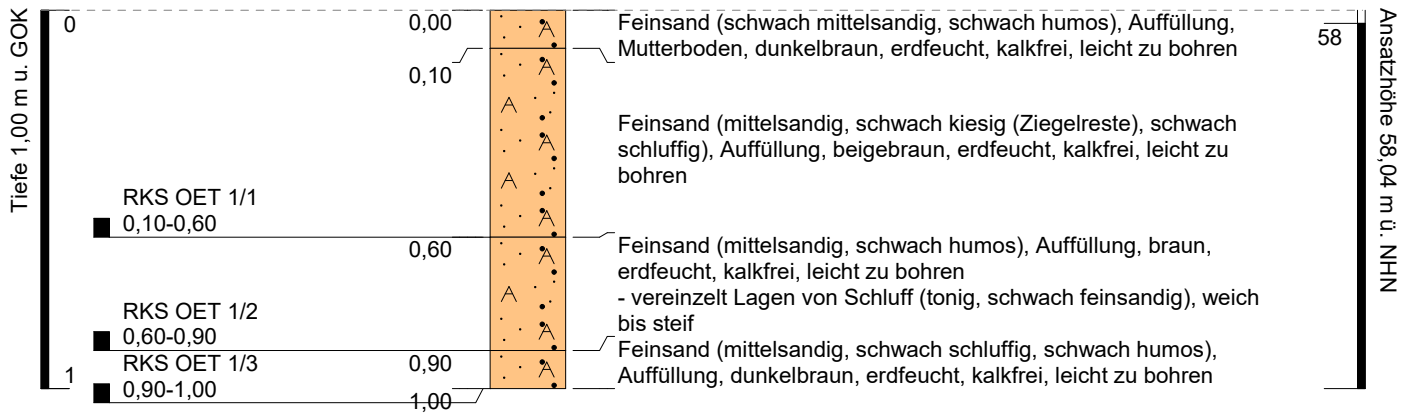 Tiefe 1,00 m u. GOK
0
0,00
Feinsand (schwach mittelsandig, schwach humos), Auffüllung,
Mutterboden, dunkelbraun, erdfeucht, kalkfrei, leicht zu bohren
0,10
Feinsand (mittelsandig, schwach kiesig (Ziegelreste), schwach
schluffig), Auffüllung, beigebraun, erdfeucht, kalkfrei, leicht zu
bohren
RKS OET 1/1
0,10-0,60
0,60
Feinsand (mittelsandig, schwach humos), Auffüllung, braun,
erdfeucht, kalkfrei, leicht zu bohren
- vereinzelt Lagen von Schluff (tonig, schwach feinsandig), weich
bis steif
RKS OET 1/2
0,60-0,90
0,90
Feinsand (mittelsandig, schwach schluffig, schwach humos),
Auffüllung, dunkelbraun, erdfeucht, kalkfrei, leicht zu bohren
RKS OET 1/3
0,90-1,00
1
1,00
58
Ansatzhöhe 58,04 m ü. NHN
A
A
A
A
A
A
A
A
A
A
A